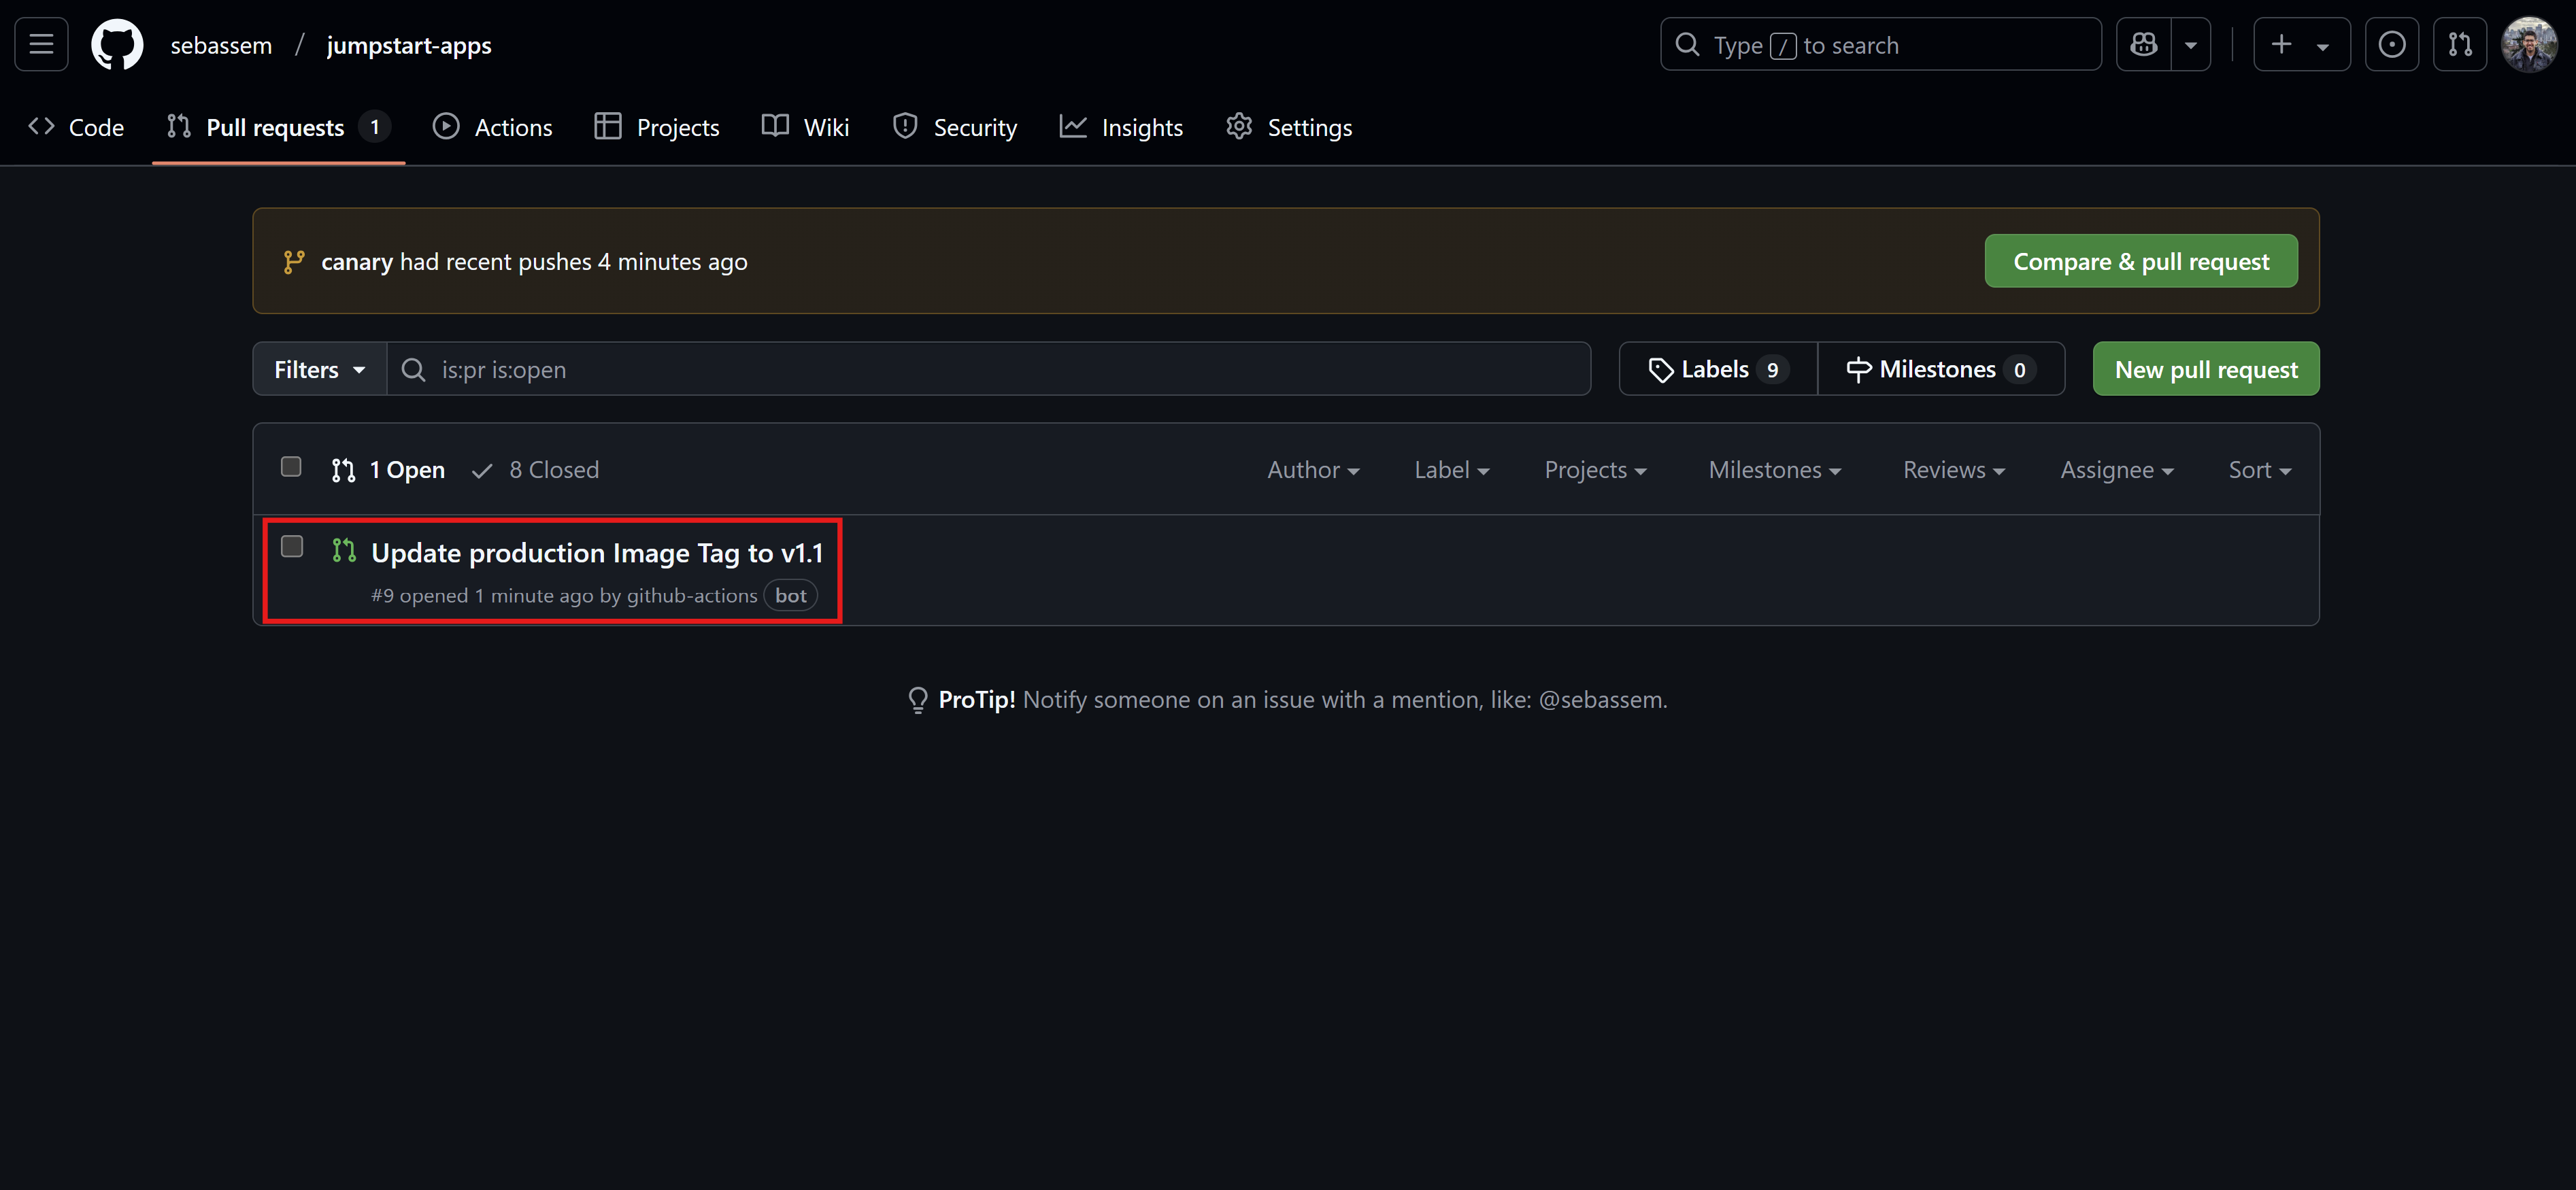 sebassem / jumpstart-apps
Type / to search
Code
Pull requests 1
Actions
Projects
Wiki
Security
Insights
Settings
canary had recent pushes 4 minutes ago
Compare & pull request
Filters
is:pr is:open
Labels 9
Milestones 0
New pull request
1 Open
8 Closed
Author
Label
Projects
Milestones
Reviews
Assignee
Sort
Update production Image Tag to v1.1
#9 opened 1 minute ago by github-actions bot
ProTip! Notify someone on an issue with a mention, like: @sebassem.